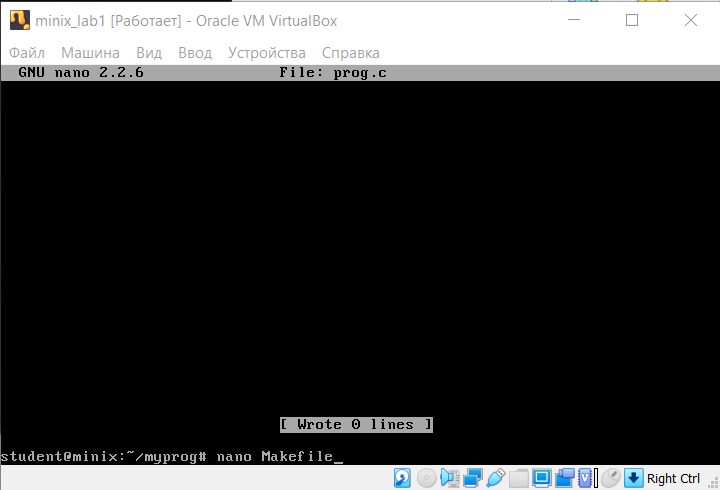 minix_lab1 [Работает] - Oracle VM VirtualBox
Файл Машина Вид Ввод Устройства Справка
GNU nano 2.2.6 File: prog.c
[ Wrote 0 lines ]
student@minix:~/myprog# nano Makefile_
Right Ctrl